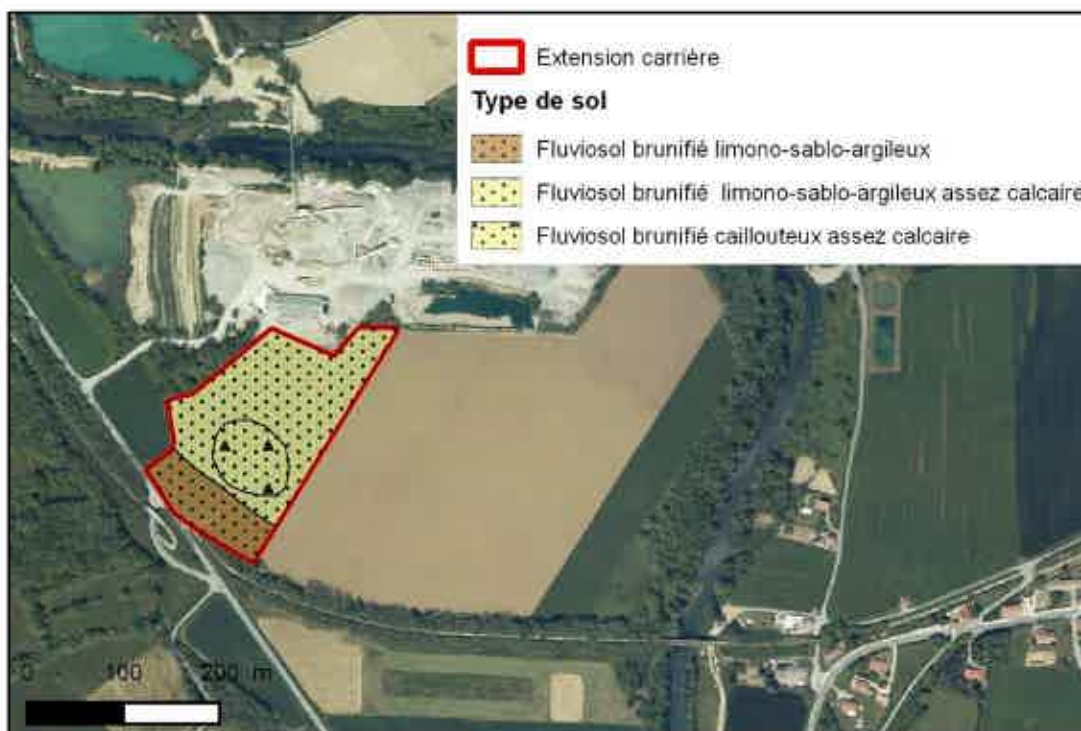 Extension carrière
Type de sol
Fluviosol brunifié limono-sablo-argileux
Fluviosol brunifié limono-sablo-argileux assez calcaire
Fluviosol brunifié caillouteux assez calcaire
0 100 200 m